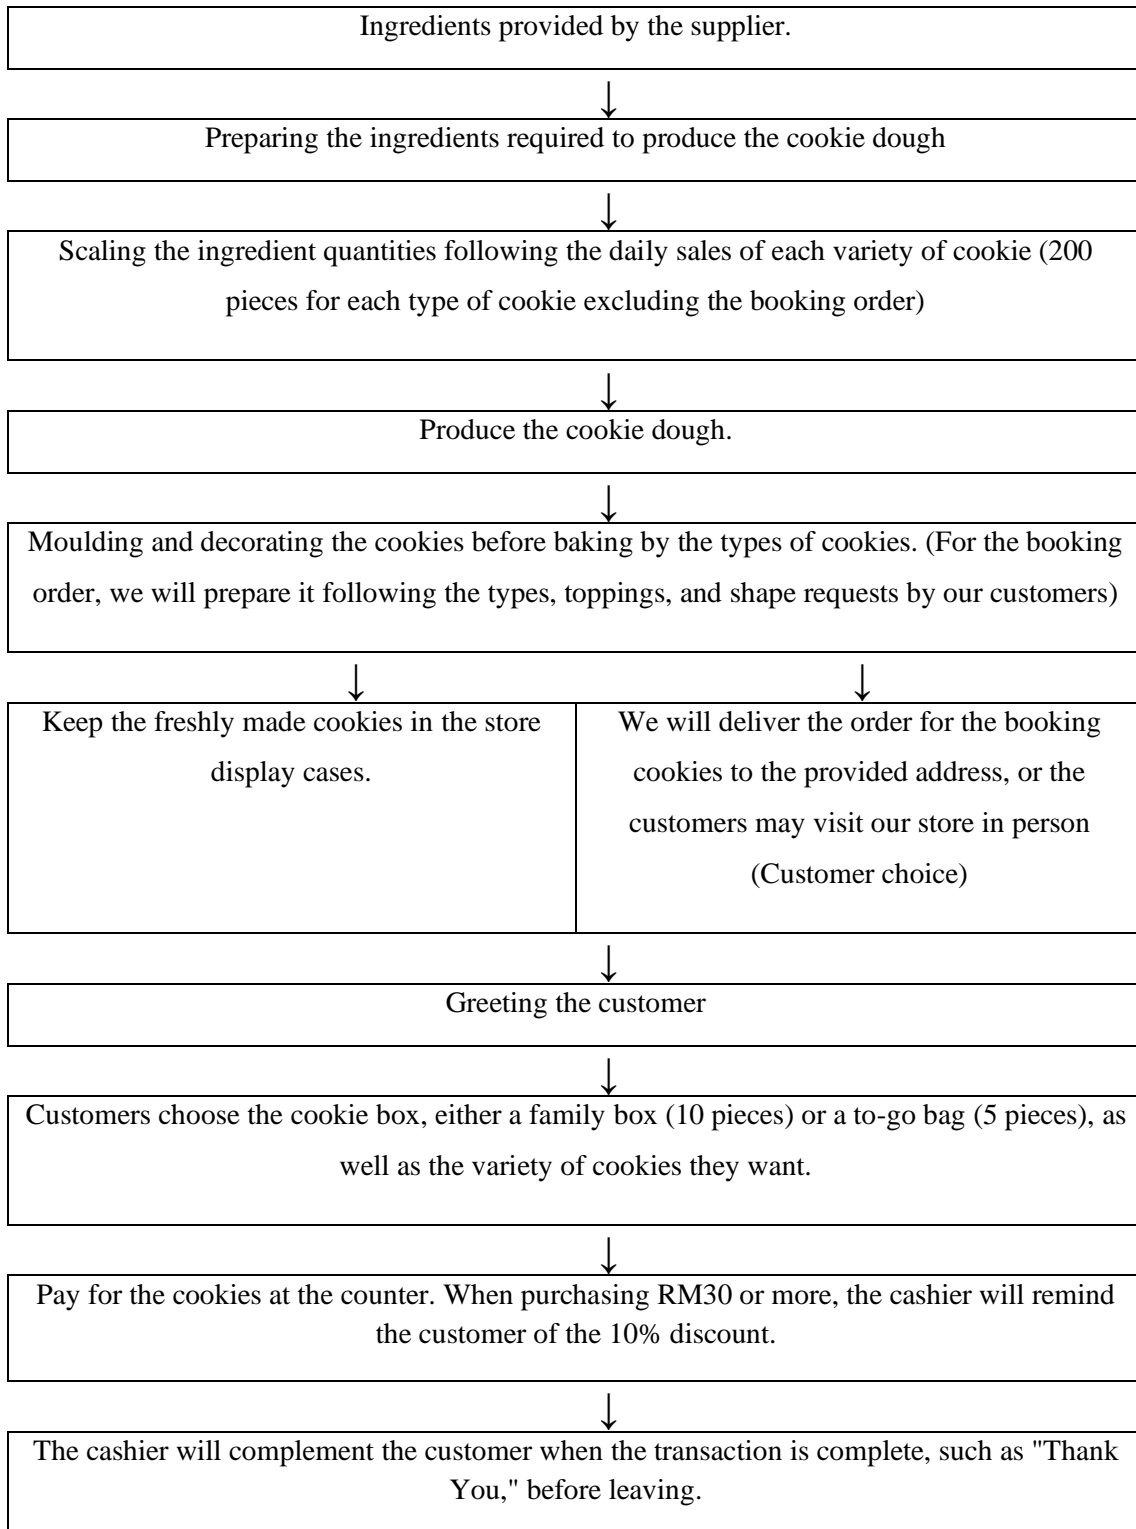 Ingredients provided by the supplier.
↓
Preparing the ingredients required to produce the cookie dough
↓
Scaling the ingredient quantities following the daily sales of each variety of cookie (200
pieces for each type of cookie excluding the booking order)
↓
Produce the cookie dough.
↓
Moulding and decorating the cookies before baking by the types of cookies. (For the booking
order, we will prepare it following the types, toppings, and shape requests by our customers)
↓
↓
Keep the freshly made cookies in the store
display cases.
We will deliver the order for the booking
cookies to the provided address, or the
customers may visit our store in person
(Customer choice)
↓
Greeting the customer
↓
Customers choose the cookie box, either a family box (10 pieces) or a to-go bag (5 pieces), as
well as the variety of cookies they want.
↓
Pay for the cookies at the counter. When purchasing RM30 or more, the cashier will remind
the customer of the 10% discount.
↓
The cashier will complement the customer when the transaction is complete, such as "Thank
You," before leaving.